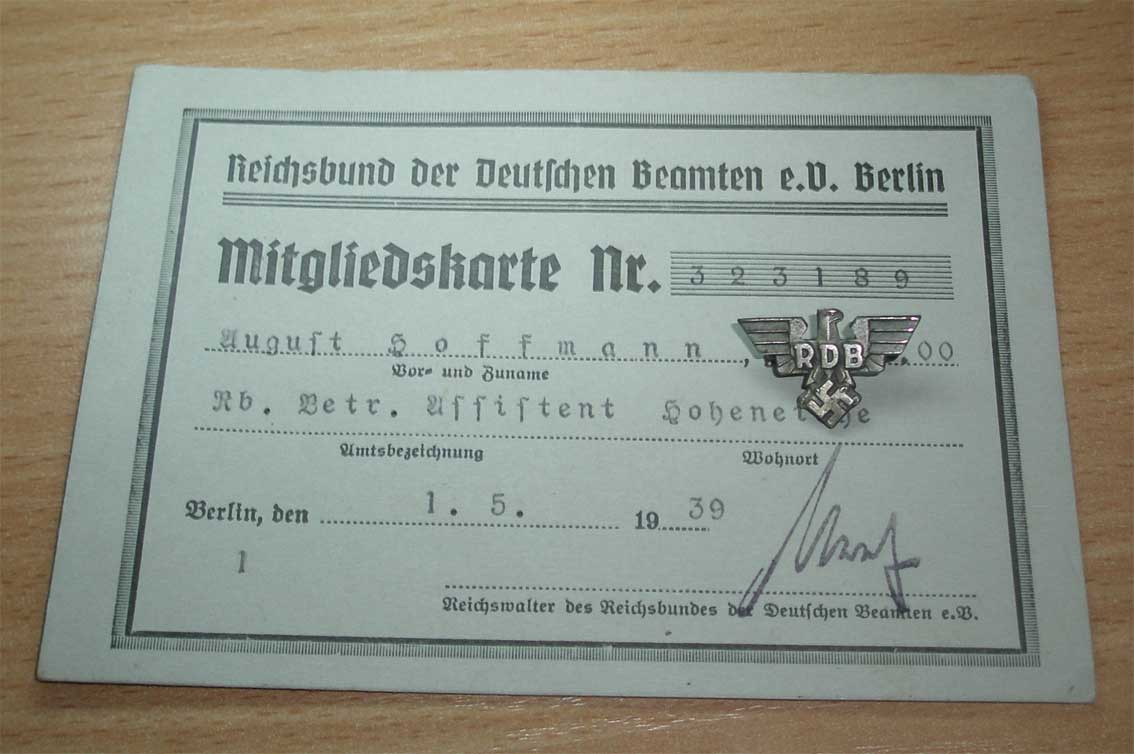 Reichsbund der Deutſchen Beamten e.V. Berlin
Mitgliedskarte Nr. 323189
Auguſt Hoffmann, 00
RDB
Vor- und Zuname
Rb. Betr. Aſſiſtent
Amtsbezeichnung Wohnort
Berlin, den 1. 5. 1939
1
Reichswalter des Reichsbundes der Deutſchen Beamten e.V.